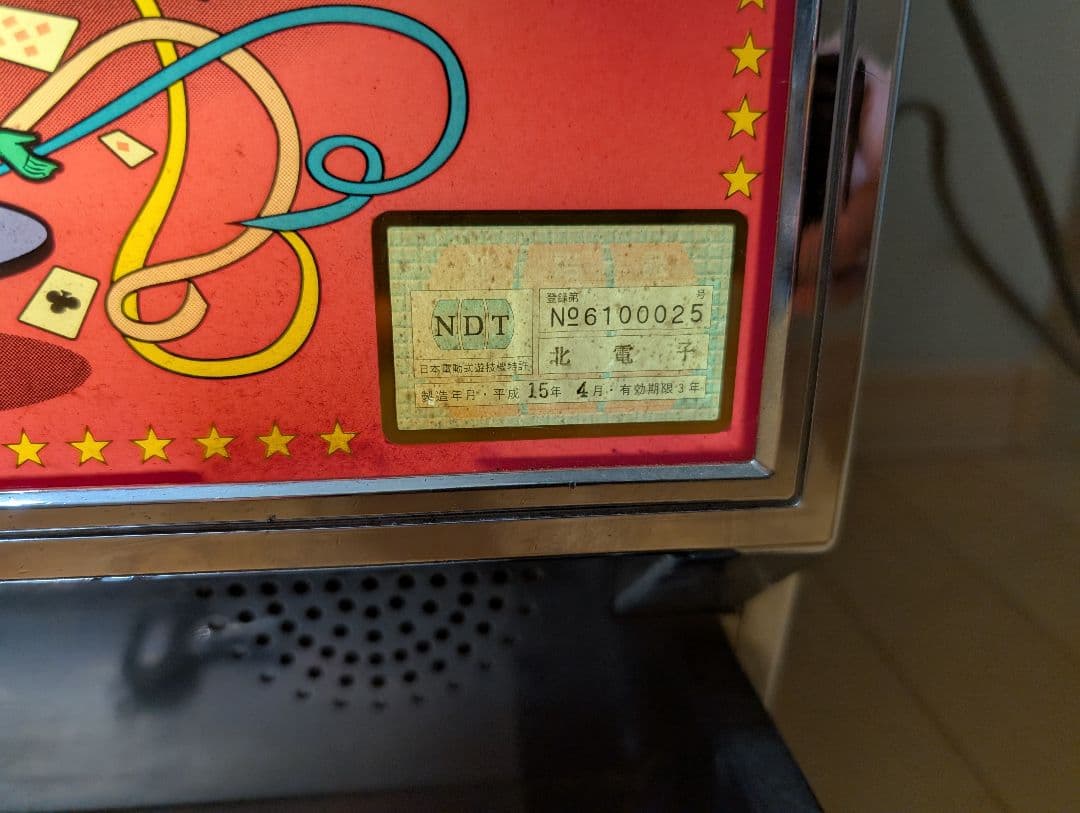 NDT
日本電動式遊技機特許
登録第 号
№6100025
北電子
製造年月・平成 15年 4月・有効期限3年